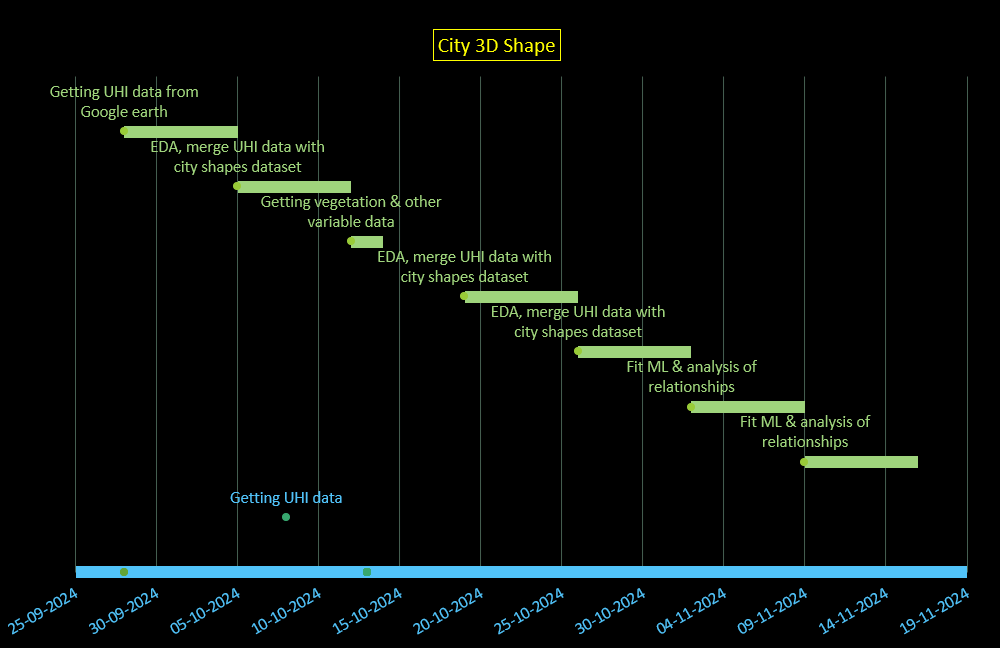 City 3D Shape
Getting UHI data from
Google earth
EDA, merge UHI data with
city shapes dataset
Getting vegetation & other
variable data
EDA, merge UHI data with
city shapes dataset
EDA, merge UHI data with
city shapes dataset
Fit ML & analysis of
relationships
Fit ML & analysis of
relationships
Getting UHI data
25-09-2024
30-09-2024
05-10-2024
10-10-2024
15-10-2024
20-10-2024
25-10-2024
30-10-2024
04-11-2024
09-11-2024
14-11-2024
19-11-2024